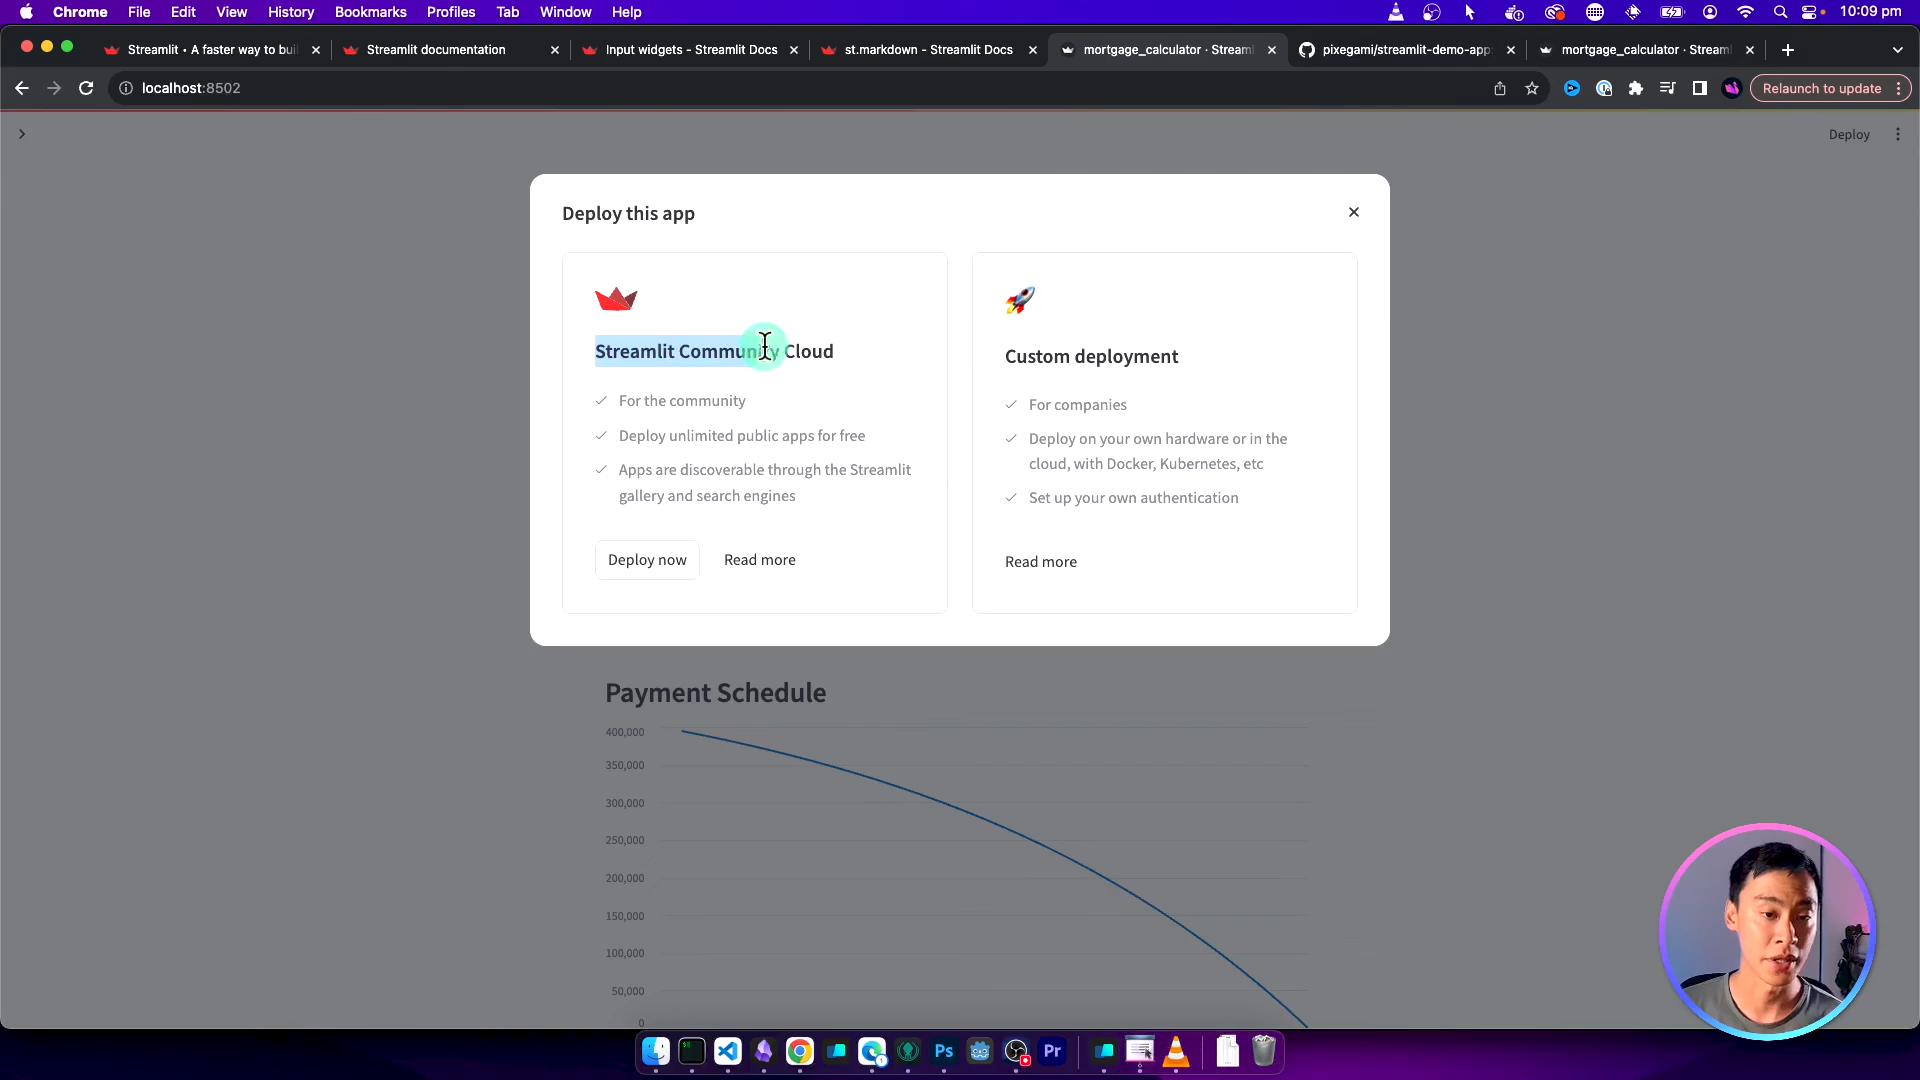 Chrome File Edit View History Bookmarks Profiles Tab Window Help 10:09 pm
Streamlit • A faster way to bui Streamlit documentation Input widgets - Streamlit Docs st.markdown - Streamlit Docs mortgage_calculator · Streaml pixegami/streamlit-demo-app: mortgage_calculator · Streaml
localhost:8502 Relaunch to update
Deploy
Deploy this app
Streamlit Community Cloud
For the community
Deploy unlimited public apps for free
Apps are discoverable through the Streamlit
gallery and search engines
Deploy now Read more
Custom deployment
For companies
Deploy on your own hardware or in the
cloud, with Docker, Kubernetes, etc
Set up your own authentication
Read more
Payment Schedule
400,000
350,000
300,000
250,000
200,000
150,000
100,000
50,000
0
Ps Pr